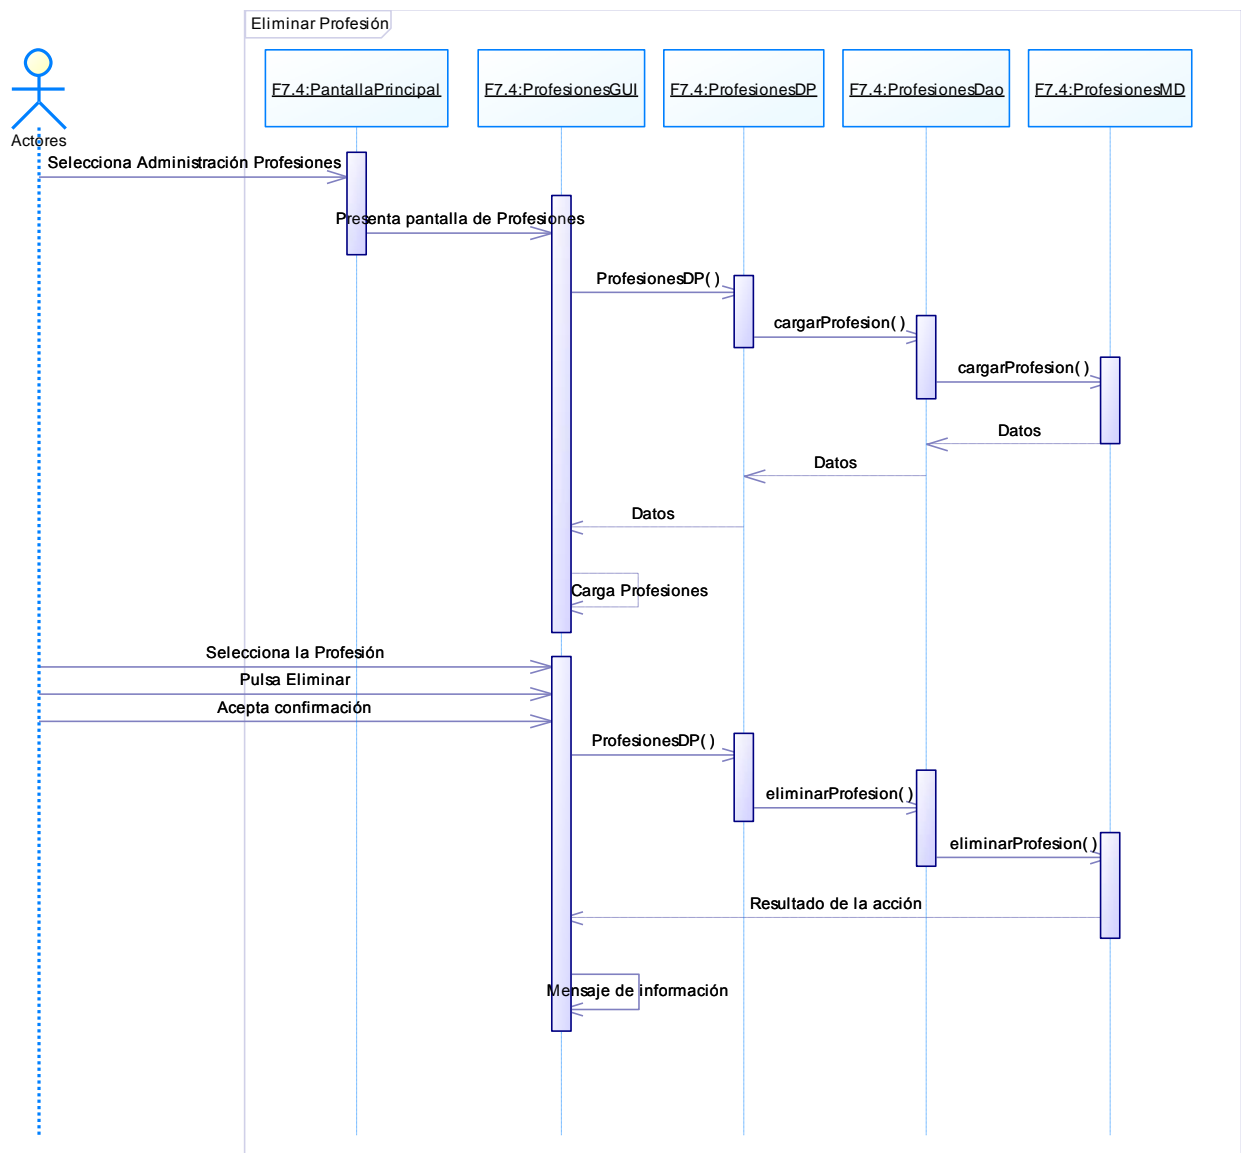 Eliminar Profesión
F7.4:PantallaPrincipal
F7.4:ProfesionesGUI
F7.4:ProfesionesDP
F7.4:ProfesionesDao
F7.4:ProfesionesMD
Actores
Selecciona Administración Profesiones
Presenta pantalla de Profesiones
ProfesionesDP( )
cargarProfesion( )
cargarProfesion( )
Datos
Datos
Datos
Carga Profesiones
Selecciona la Profesión
Pulsa Eliminar
Acepta confirmación
ProfesionesDP( )
eliminarProfesion( )
eliminarProfesion( )
Resultado de la acción
Mensaje de información